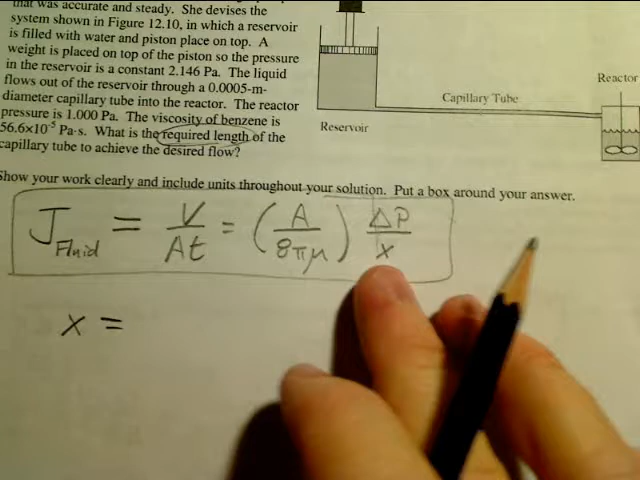 that was accurate and steady. She devises the
system shown in Figure 12.10, in which a reservoir
is filled with water and piston place on top. A
weight is placed on top of the piston so the pressure
in the reservoir is a constant 2.146 Pa. The liquid
flows out of the reservoir through a 0.0005-m-
diameter capillary tube into the reactor. The reactor
pressure is 1.000 Pa. The viscosity of benzene is
56.6x10⁻⁵ Pa·s. What is the required length of the
capillary tube to achieve the desired flow?
Reactor
Capillary Tube
Reservoir
Show your work clearly and include units throughout your solution. Put a box around your answer.
J_Fluid = V/At = (A/8πμ) ΔP/x
x =